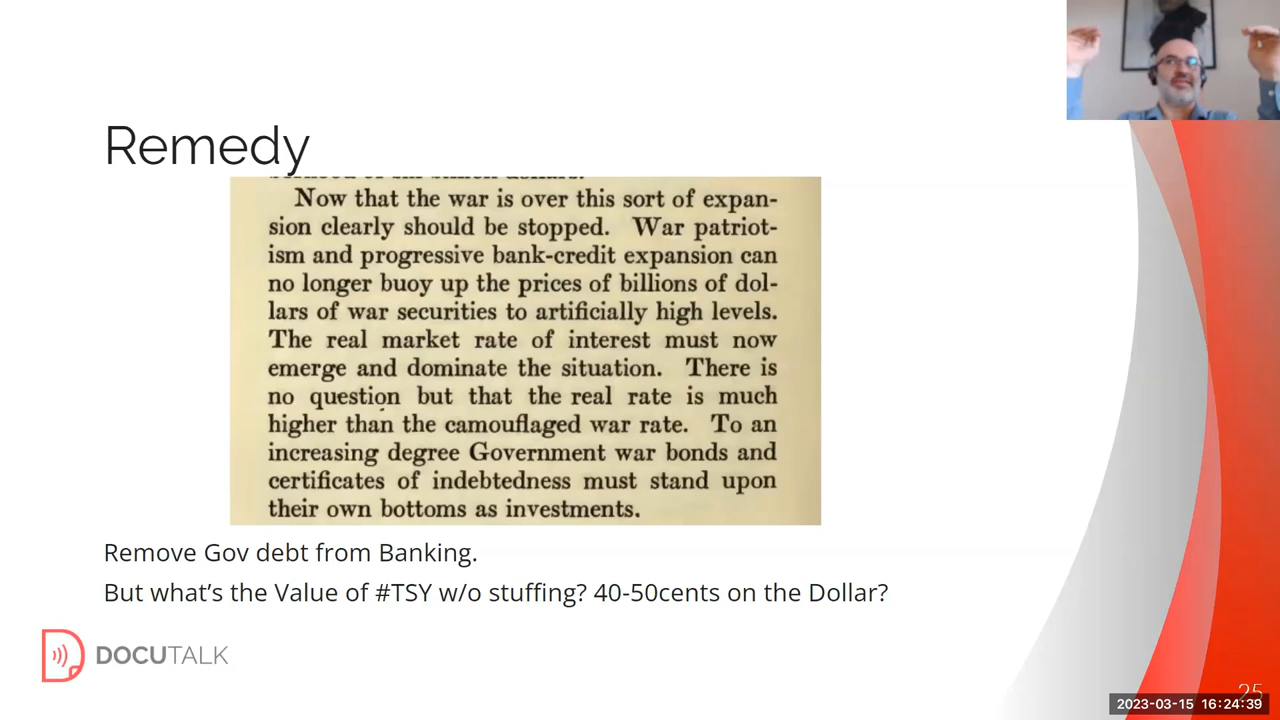 Remedy
Now that the war is over this sort of expan-
sion clearly should be stopped. War patriot-
ism and progressive bank-credit expansion can
no longer buoy up the prices of billions of dol-
lars of war securities to artificially high levels.
The real market rate of interest must now
emerge and dominate the situation. There is
no question but that the real rate is much
higher than the camouflaged war rate. To an
increasing degree Government war bonds and
certificates of indebtedness must stand upon
their own bottoms as investments.
Remove Gov debt from Banking.
But what's the Value of #TSY w/o stuffing? 40-50cents on the Dollar?
DOCUTALK
25
2023-03-15 16:24:39